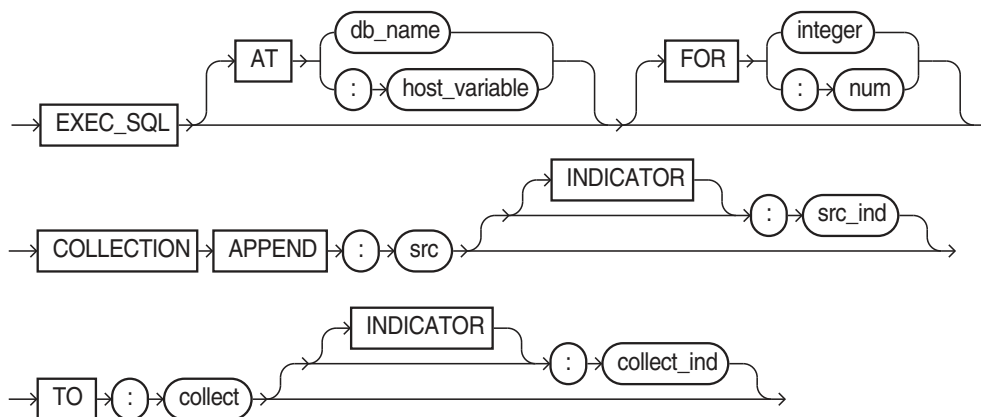 db_name integer
AT FOR
: host_variable : num
EXEC_SQL
INDICATOR
: src_ind
COLLECTION APPEND : src
INDICATOR
: collect_ind
TO : collect